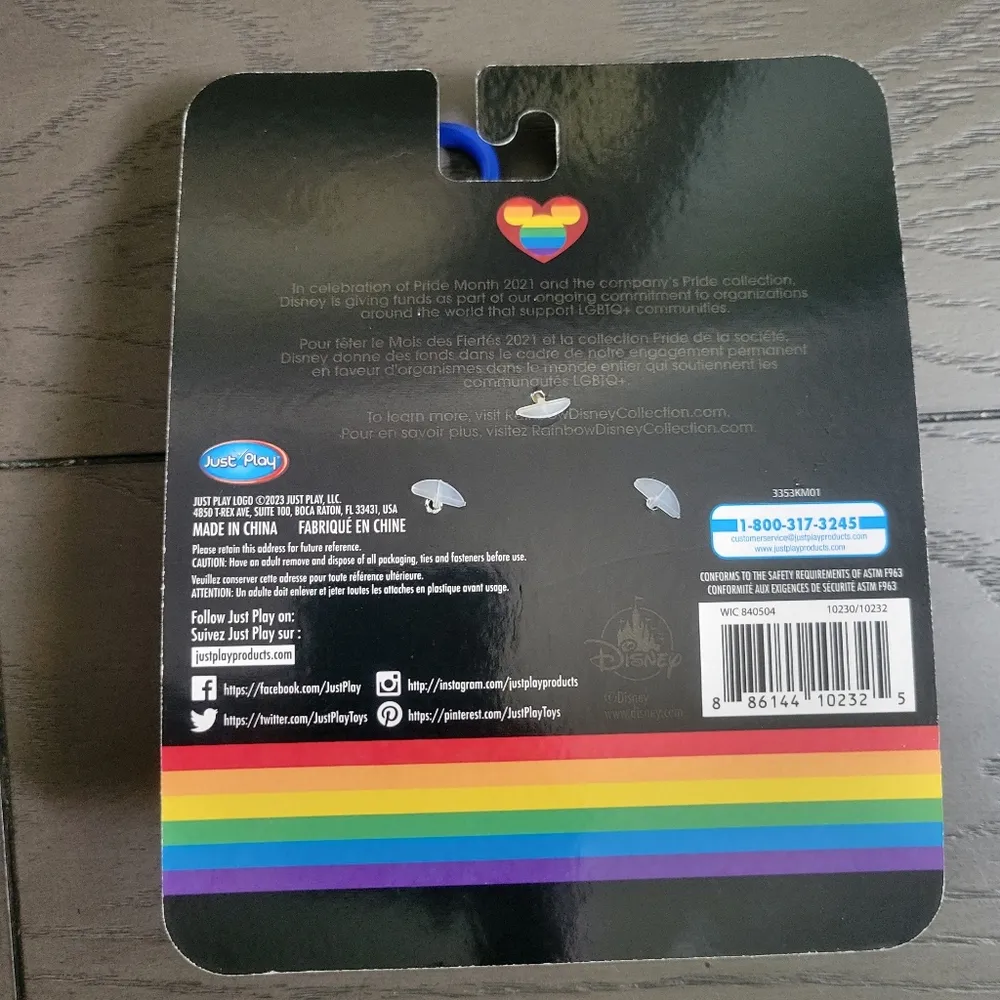 In celebration of Pride Month 2021 and the company's Pride collection,
Disney is giving funds as part of our ongoing commitment to organizations
around the world that support LGBTQ+ communities.
Pour fêter le Mois des Fiertés 2021 et la collection Pride de la société,
Disney donne des fonds dans le cadre de notre engagement permanent
en faveur d'organismes dans le monde entier qui soutiennent les
communautés LGBTQ+.
To learn more, visit RainbowDisneyCollection.com.
Pour en savoir plus, visitez RainbowDisneyCollection.com.
Just Play
JUST PLAY LOGO ©2023 JUST PLAY, LLC.
4850 T-REX AVE, SUITE 100, BOCA RATON, FL 33431, USA
MADE IN CHINA FABRIQUÉ EN CHINE
Please retain this address for future reference.
CAUTION: Have an adult remove and dispose of all packaging, ties and fasteners before use.
Veuillez conserver cette adresse pour toute référence ultérieure.
ATTENTION: Un adulte doit enlever et jeter toutes les attaches en plastique avant usage.
Follow Just Play on:
Suivez Just Play sur :
justplayproducts.com
https://facebook.com/JustPlay
http://instagram.com/justplayproducts
https://twitter.com/JustPlayToys
https://pinterest.com/JustPlayToys
Disney
©Disney
www.disney.com
3353KM01
1-800-317-3245
customerservice@justplayproducts.com
www.justplayproducts.com
CONFORMS TO THE SAFETY REQUIREMENTS OF ASTM F963
CONFORMITÉ AUX EXIGENCES DE SÉCURITÉ ASTM F963
WIC 840504 10230/10232
8 86144 10232 5